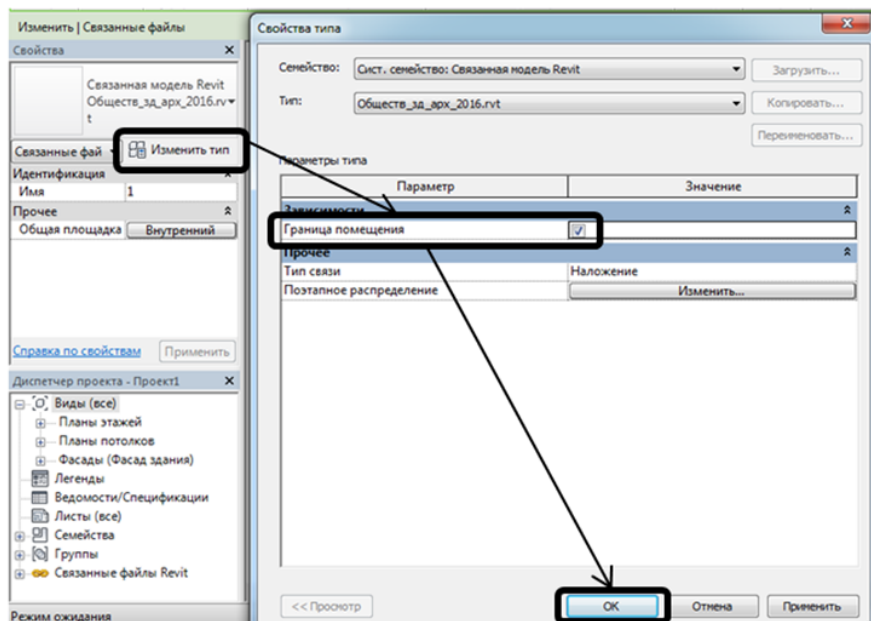 Изменить | Связанные файлы
Свойства
Связанная модель Revit
Обществ_зд_арх_2016.rv
t
Связанные фай
Изменить тип
Идентификация
Имя 1
Прочее
Общая площадка Внутренний
Справка по свойствам Применить
Диспетчер проекта - Проект1
Виды (все)
Планы этажей
Планы потолков
Фасады (Фасад здания)
Легенды
Ведомости/Спецификации
Листы (все)
Семейства
Группы
Связанные файлы Revit
Режим ожидания
Свойства типа
Семейство: Сист. семейство: Связанная модель Revit Загрузить...
Тип: Обществ_зд_арх_2016.rvt Копировать...
Переименовать...
Параметры типа
Параметр Значение
Зависимости
Граница помещения
Прочее
Тип связи Наложение
Поэтапное распределение Изменить...
<< Просмотр OK Отмена Применить